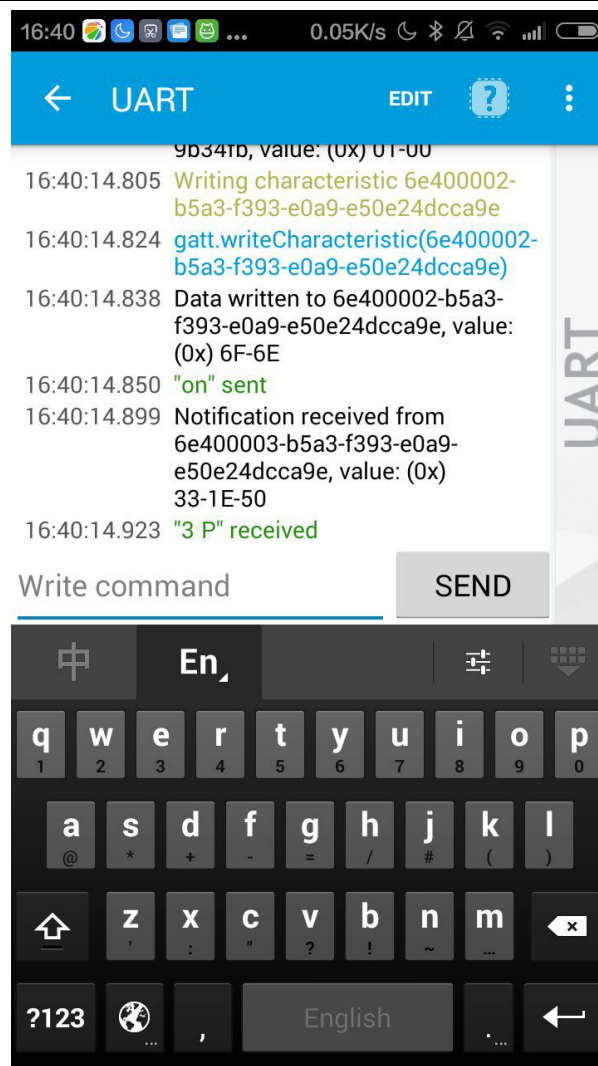 16:40 ... 0.05K/s
UART EDIT ?
9b34fb, value: (0x) 01-00
16:40:14.805 Writing characteristic 6e400002-
b5a3-f393-e0a9-e50e24dcca9e
16:40:14.824 gatt.writeCharacteristic(6e400002-
b5a3-f393-e0a9-e50e24dcca9e)
16:40:14.838 Data written to 6e400002-b5a3-
f393-e0a9-e50e24dcca9e, value:
(0x) 6F-6E
16:40:14.850 "on" sent
16:40:14.899 Notification received from
6e400003-b5a3-f393-e0a9-
e50e24dcca9e, value: (0x)
33-1E-50
16:40:14.923 "3 P" received
UART
Write command SEND
中 En
q w e r t y u i o p
1 2 3 4 5 6 7 8 9 0
a s d f g h j k l
@ * + - = / # ( )
z x c v b n m
' : " ? ! ~ ...
?123 ... , English . ...